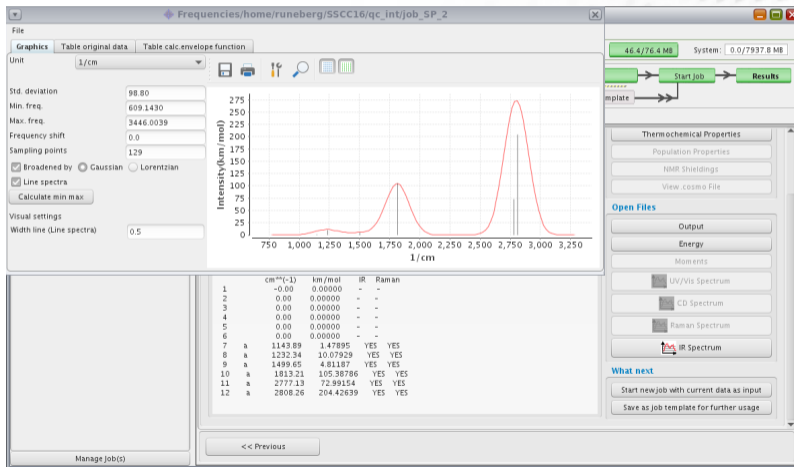 Frequencies/home/runeberg/SSCC16/qc_int/job_SP_2
File
Graphics Table original data Table calc.envelope function
Unit 1/cm
Std. deviation 98.80
Min. freq. 609.1430
Max. freq. 3446.0039
Frequency shift 0.0
Sampling points 129
Broadened by Gaussian Lorentzian
Line spectra
Calculate min max
Visual settings
Width line (Line spectra) 0.5
Intensity(km/mol)
275
250
225
200
175
150
125
100
75
50
25
0
750 1,000 1,250 1,500 1,750 2,000 2,250 2,500 2,750 3,000 3,250
1/cm
46.4/76.4 MB System: 0.0/7937.8 MB
Start Job Results
mplate
Thermochemical Properties
Population Properties
NMR Shieldings
View .cosmo File
Open Files
Output
Energy
Moments
UV/Vis Spectrum
CD Spectrum
Raman Spectrum
IR Spectrum
What next
Start new job with current data as input
Save as job template for further usage
cm**(-1) km/mol IR Raman
1 -0.00 0.00000 - -
2 0.00 0.00000 - -
3 0.00 0.00000 - -
4 0.00 0.00000 - -
5 0.00 0.00000 - -
6 0.00 0.00000 - -
7 a 1143.89 1.47895 YES YES
8 a 1232.34 10.07929 YES YES
9 a 1499.65 4.81187 YES YES
10 a 1813.21 105.38786 YES YES
11 a 2777.13 72.99154 YES YES
12 a 2808.26 204.42639 YES YES
<< Previous
Manage Job(s)